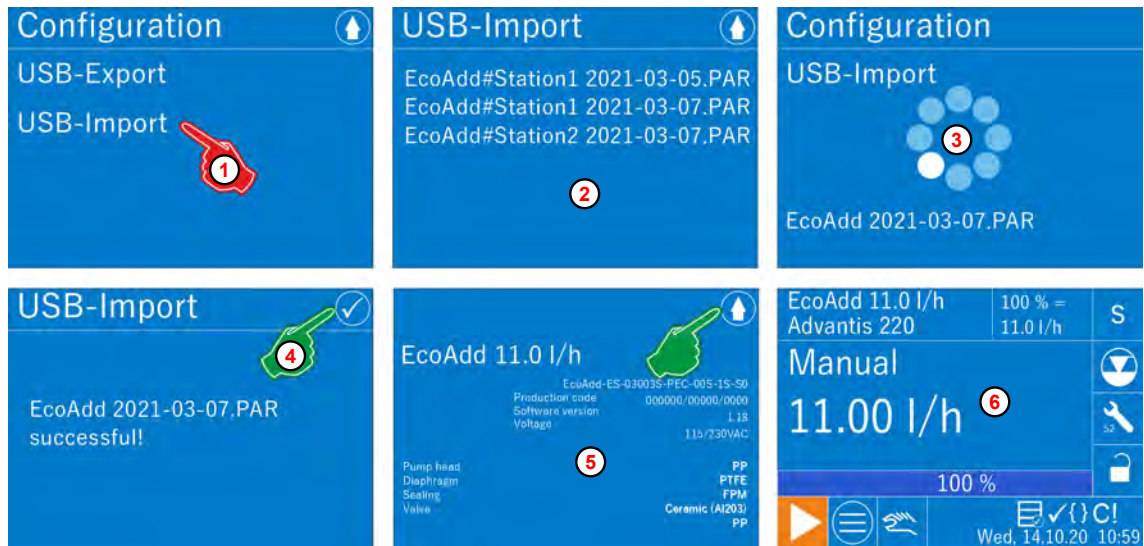 Configuration
USB-Export
USB-Import
1
USB-Import
EcoAdd#Station1 2021-03-05.PAR
EcoAdd#Station1 2021-03-07.PAR
EcoAdd#Station2 2021-03-07.PAR
2
Configuration
USB-Import
3
EcoAdd 2021-03-07.PAR
USB-Import
4
EcoAdd 2021-03-07.PAR
successful!
EcoAdd 11.0 l/h
EcoAdd-ES-03003S-PEC-00S-1S-S0
Production code 000000/00000/0000
Software version 1.18
Voltage 115/230VAC
5
Pump head PP
Diaphragm PTFE
Sealing FPM
Valve Ceramic (Al203)
PP
EcoAdd 11.0 l/h 100 % =
Advantis 220 11.0 l/h
S
Manual
11.00 l/h
6
52
100 %
✓{}C!
Wed, 14.10.20 10:59